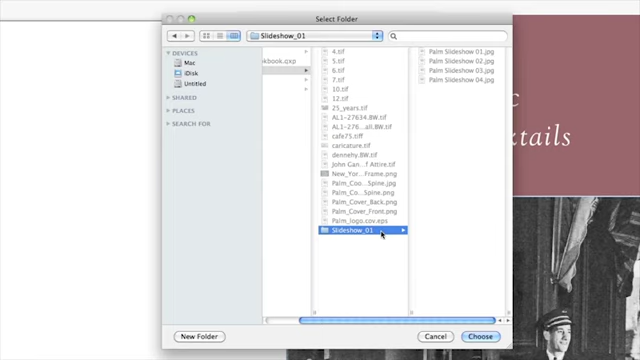 Select Folder
Slideshow_01
DEVICES
Mac
iDisk
Untitled
SHARED
PLACES
SEARCH FOR
kbook.qxp
4.tif
5.tif
6.tif
7.tif
10.tif
12.tif
25_years.tif
AL1-27634.BW.tif
AL1-276...all.BW.tif
cafe75.tiff
caricature.tif
dennehy.BW.tif
John Gan...f Attire.tif
New_Yor...Frame.png
Palm_Coo...Spine.jpg
Palm_Coo...Spine.png
Palm_Cover_Back.png
Palm_Cover_Front.png
Palm_logo.cov.eps
Slideshow_01
Palm Slideshow 01.jpg
Palm Slideshow 02.jpg
Palm Slideshow 03.jpg
Palm Slideshow 04.jpg
c
ktails
New Folder
Cancel
Choose